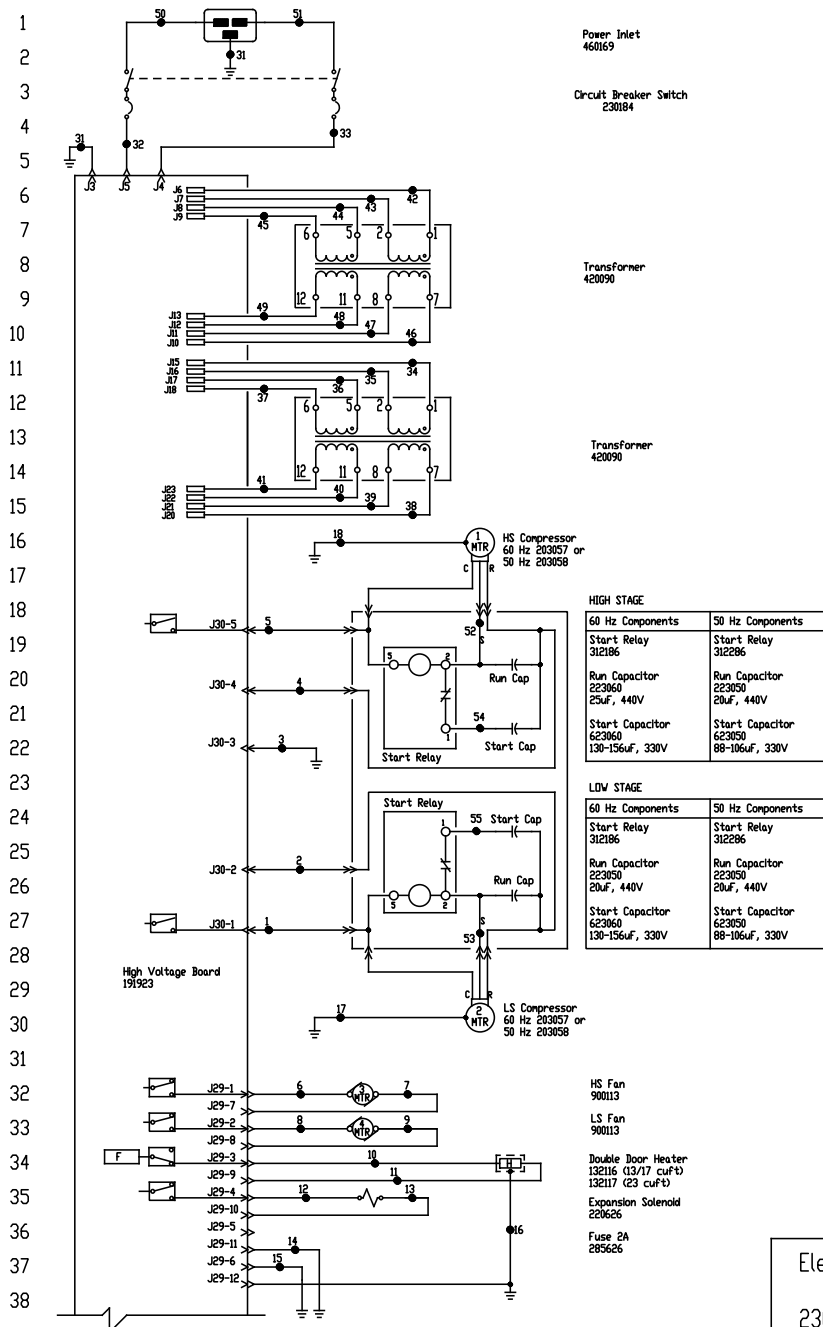 1
50
51
Power Inlet
460169
2
31
3
Circuit Breaker Switch
230184
4
33
31
32
5
J3
J5
J4
6
J6
42
J7
43
J8
44
J9
45
7
6
5
2
1
8
Transformer
420090
9
12
11
8
7
J13
49
J12
48
J11
47
10
J10
46
11
J15
34
J16
35
J17
36
J18
37
12
6
5
2
1
13
Transformer
420090
14
12
11
8
7
J23
41
J22
40
15
J21
39
J20
38
16
18
1
MTR
HS Compressor
60 Hz 203057 or
50 Hz 203058
17
C
R
18
J30-5
5
52
S
19
5
2
20
J30-4
4
Run Cap
21
54
1
Start Cap
22
J30-3
3
Start Relay
HIGH STAGE
60 Hz Components
50 Hz Components
Start Relay
312186
Start Relay
312286
Run Capacitor
223060
25uF, 440V
Run Capacitor
223050
20uF, 440V
Start Capacitor
623060
130-156uF, 330V
Start Capacitor
623050
88-106uF, 330V
23
24
Start Relay
1
55
Start Cap
25
J30-2
2
26
Run Cap
5
2
27
J30-1
1
S
53
28
LOW STAGE
60 Hz Components
50 Hz Components
Start Relay
312186
Start Relay
312286
Run Capacitor
223050
20uF, 440V
Run Capacitor
223050
20uF, 440V
Start Capacitor
623060
130-156uF, 330V
Start Capacitor
623050
88-106uF, 330V
High Voltage Board
191923
29
C
R
30
17
2
MTR
LS Compressor
60 Hz 203057 or
50 Hz 203058
31
32
J29-1
6
3
MTR
7
HS Fan
900113
J29-7
33
J29-2
8
4
MTR
9
LS Fan
900113
J29-8
34
F
J29-3
10
Double Door Heater
132116 (13/17 cuft)
132117 (23 cuft)
J29-9
11
35
J29-4
12
13
Expansion Solenoid
220626
J29-10
36
J29-5
16
Fuse 2A
285626
J29-11
14
37
J29-6
15
J29-12
38
Ele
230